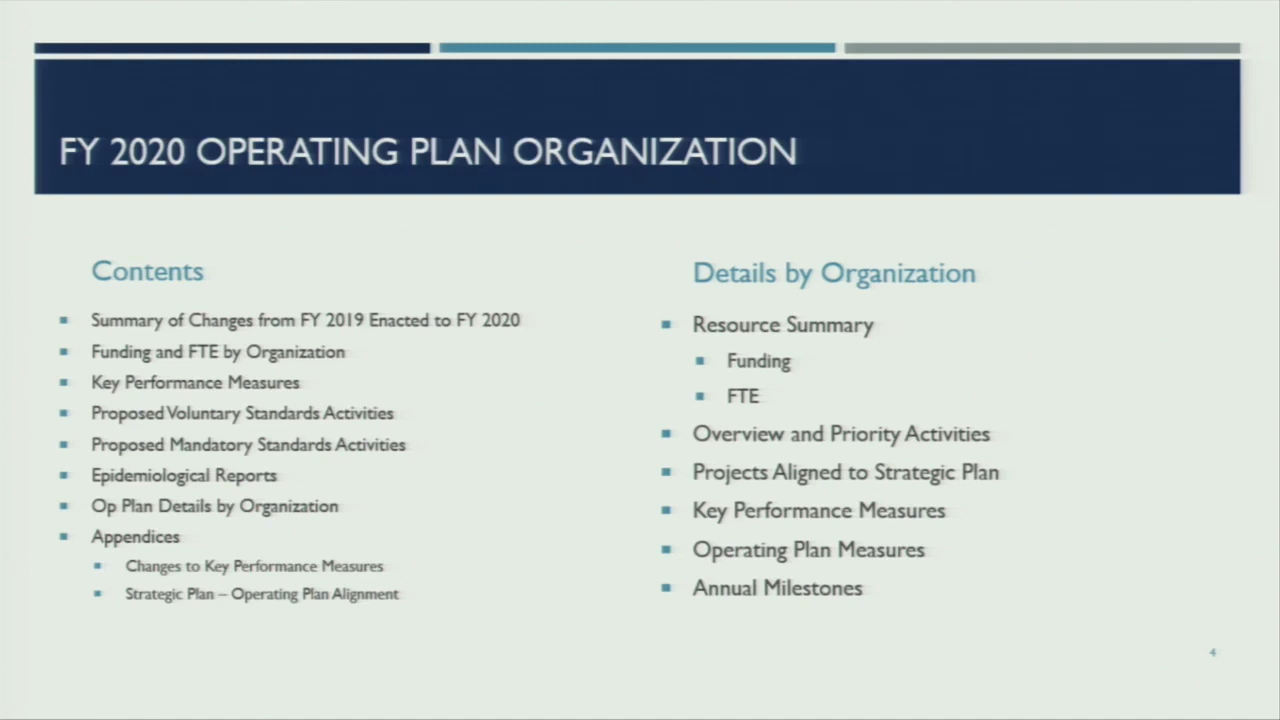 FY 2020 OPERATING PLAN ORGANIZATION
Contents
Summary of Changes from FY 2019 Enacted to FY 2020
Funding and FTE by Organization
Key Performance Measures
Proposed Voluntary Standards Activities
Proposed Mandatory Standards Activities
Epidemiological Reports
Op Plan Details by Organization
Appendices
Changes to Key Performance Measures
Strategic Plan – Operating Plan Alignment
Details by Organization
Resource Summary
Funding
FTE
Overview and Priority Activities
Projects Aligned to Strategic Plan
Key Performance Measures
Operating Plan Measures
Annual Milestones
4